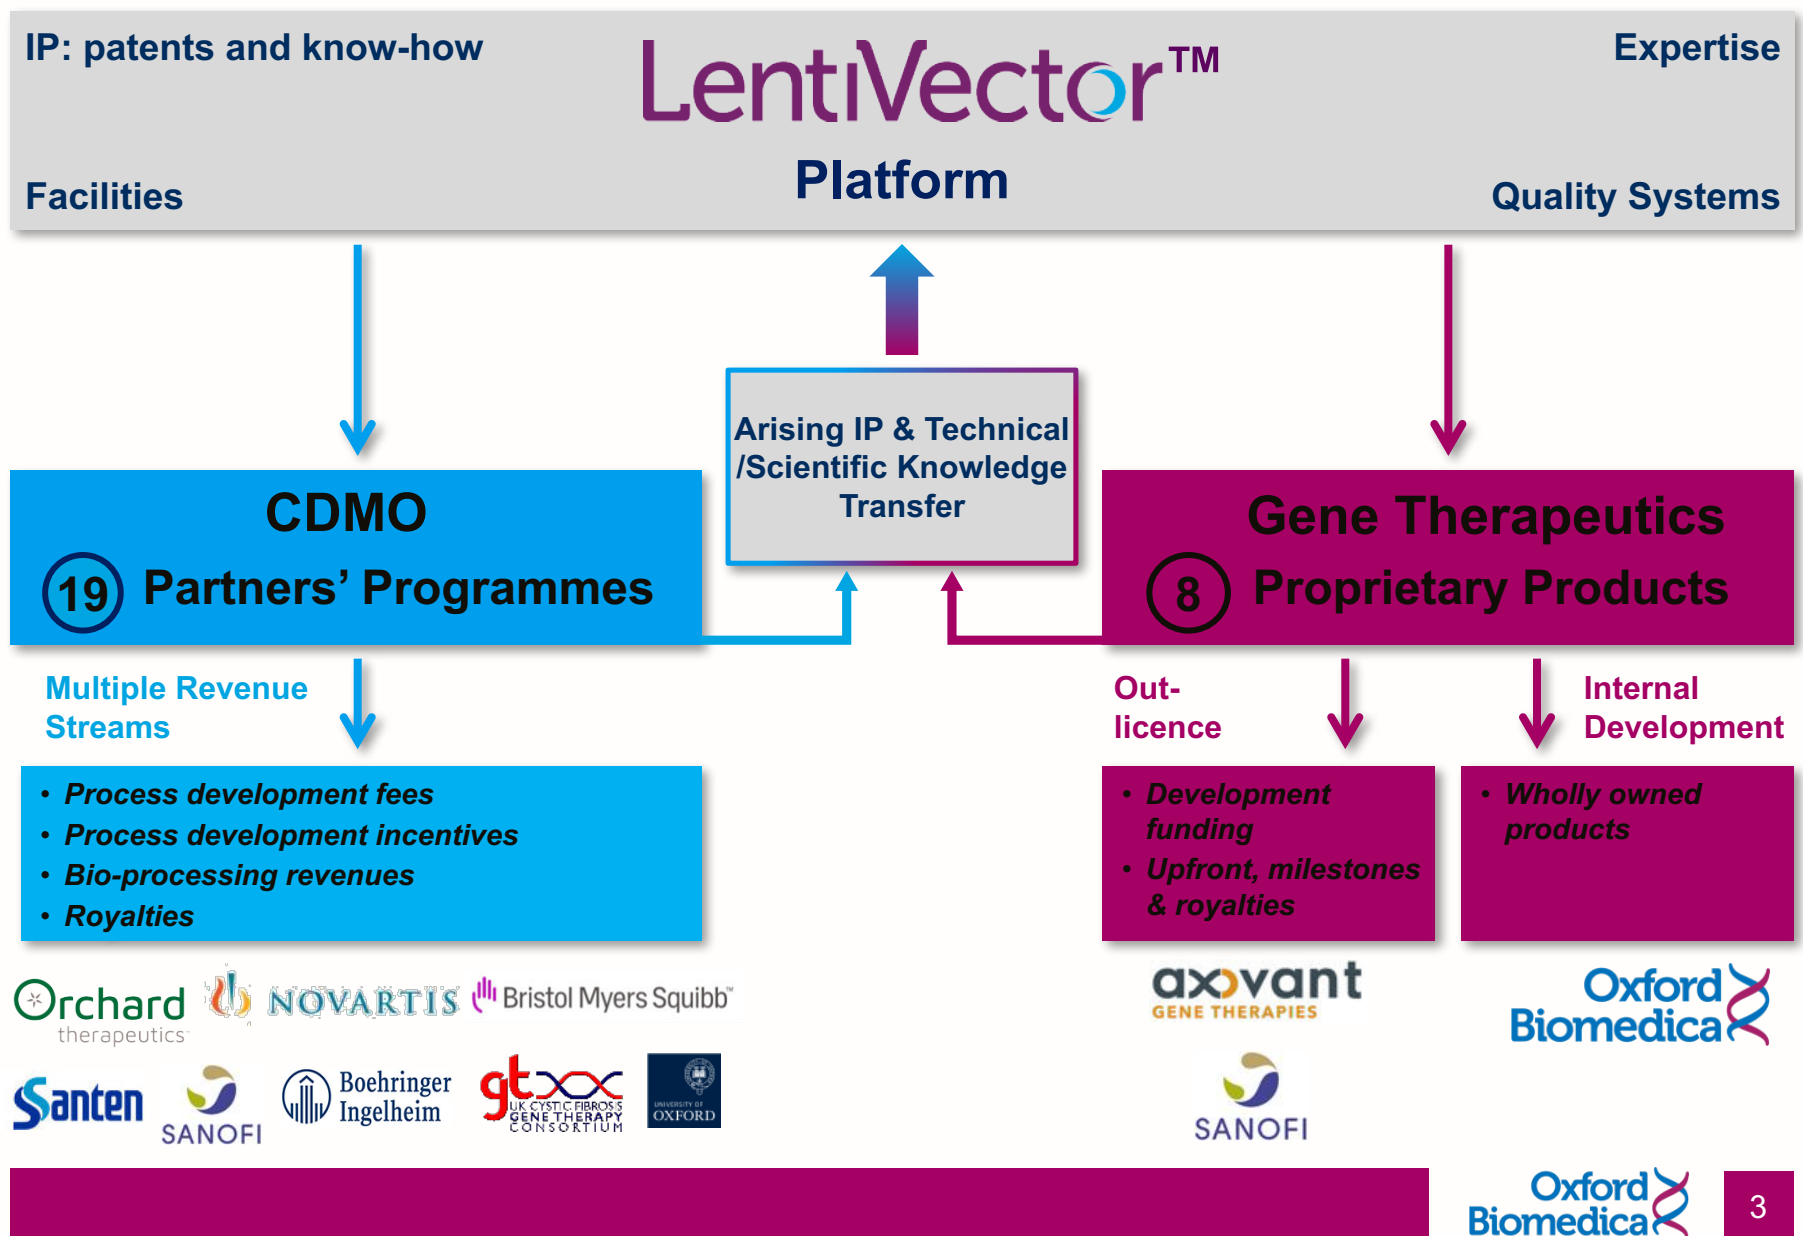 IP: patents and know-how
LentiVector™
Expertise
Platform
Facilities
Quality Systems
Arising IP & Technical
/Scientific Knowledge
Transfer
CDMO
19 Partners' Programmes
Gene Therapeutics
8 Proprietary Products
Multiple Revenue
Streams
Out-
licence
Internal
Development
• Process development fees
• Process development incentives
• Bio-processing revenues
• Royalties
• Development
funding
• Upfront, milestones
& royalties
• Wholly owned
products
Orchard
therapeutics
NOVARTIS
Bristol Myers Squibb™
Santen
SANOFI
Boehringer
Ingelheim
gt
UK CYSTIC FIBROSIS
GENE THERAPY
CONSORTIUM
UNIVERSITY OF
OXFORD
axovant
GENE THERAPIES
SANOFI
Oxford
Biomedica
Oxford
Biomedica
3